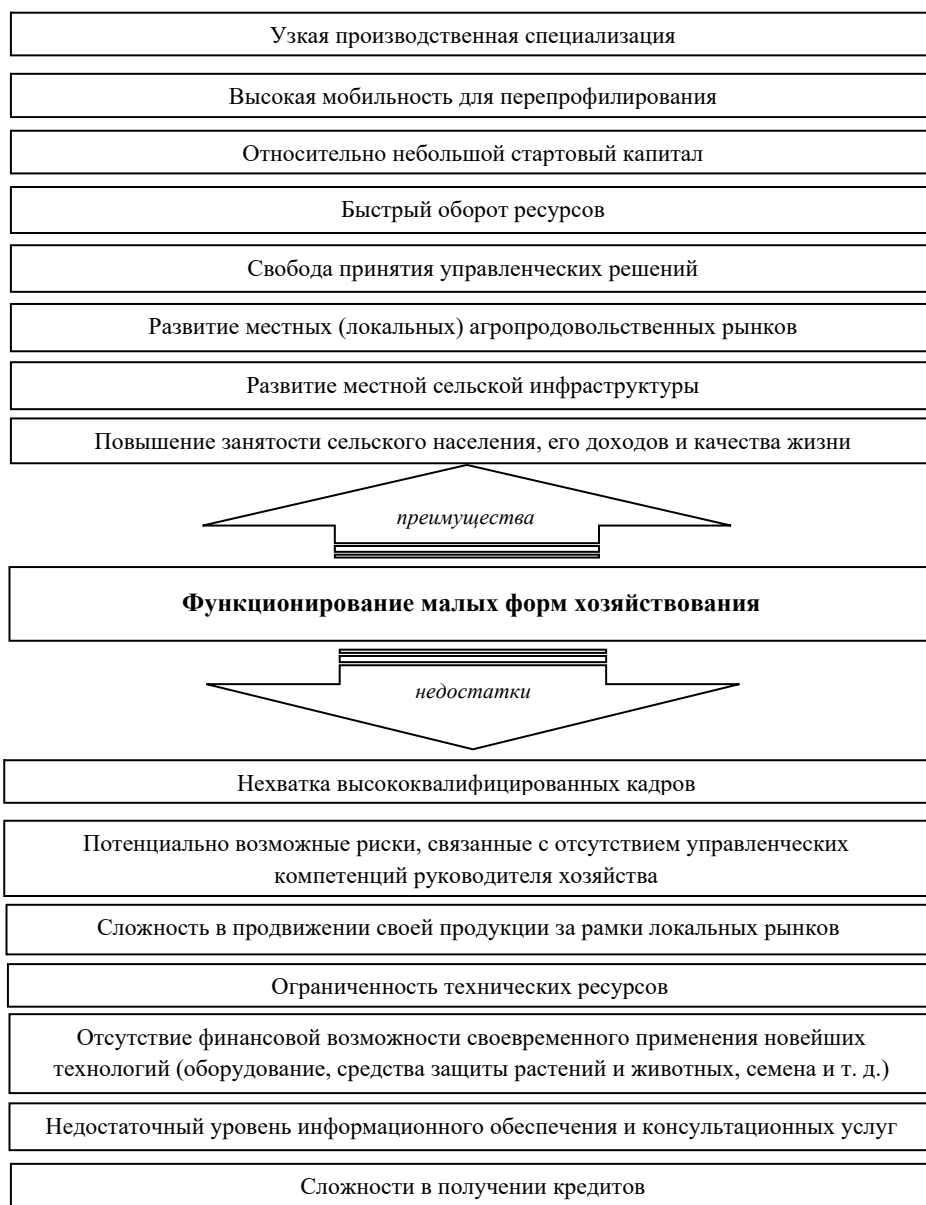 Узкая производственная специализация
Высокая мобильность для перепрофилирования
Относительно небольшой стартовый капитал
Быстрый оборот ресурсов
Свобода принятия управленческих решений
Развитие местных (локальных) агропродовольственных рынков
Развитие местной сельской инфраструктуры
Повышение занятости сельского населения, его доходов и качества жизни
преимущества
Функционирование малых форм хозяйствования
недостатки
Нехватка высококвалифицированных кадров
Потенциально возможные риски, связанные с отсутствием управленческих
компетенций руководителя хозяйства
Сложность в продвижении своей продукции за рамки локальных рынков
Ограниченность технических ресурсов
Отсутствие финансовой возможности своевременного применения новейших
технологий (оборудование, средства защиты растений и животных, семена и т. д.)
Недостаточный уровень информационного обеспечения и консультационных услуг
Сложности в получении кредитов